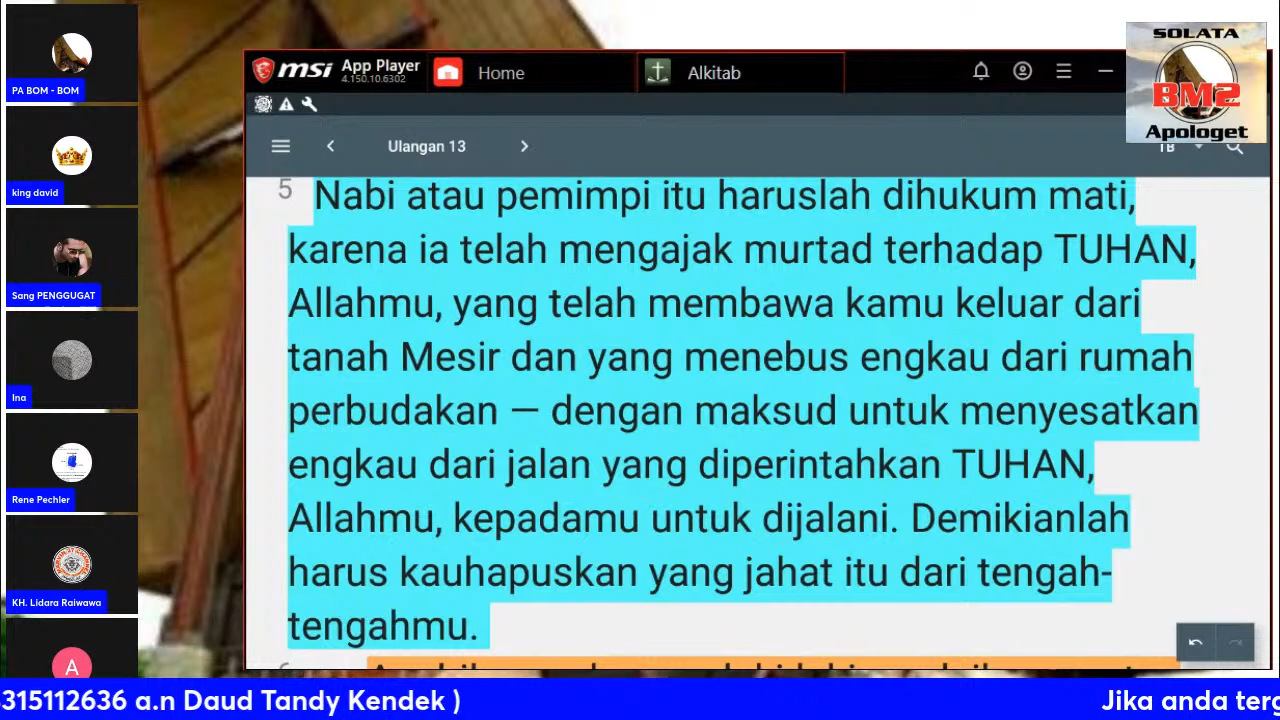 PA BOM - BOM
king david
Sang PENGGUGAT
Ina
Rene Pechler
KH. Lidara Raiwawa
A
msi App Player
4.150.10.6302
Home
Alkitab
SOLATA
BM2
Apologet
Ulangan 13
TB
5 Nabi atau pemimpi itu haruslah dihukum mati,
karena ia telah mengajak murtad terhadap TUHAN,
Allahmu, yang telah membawa kamu keluar dari
tanah Mesir dan yang menebus engkau dari rumah
perbudakan — dengan maksud untuk menyesatkan
engkau dari jalan yang diperintahkan TUHAN,
Allahmu, kepadamu untuk dijalani. Demikianlah
harus kauhapuskan yang jahat itu dari tengah-
tengahmu.
315112636 a.n Daud Tandy Kendek )
Jika anda terg